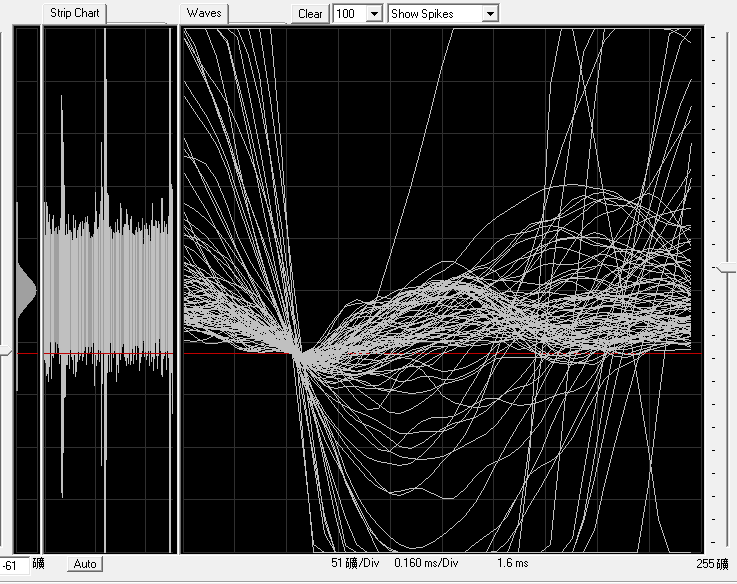 Strip Chart
Waves
Clear 100 Show Spikes
-61 礦 Auto 51 礦/Div 0.160 ms/Div 1.6 ms 255 礦